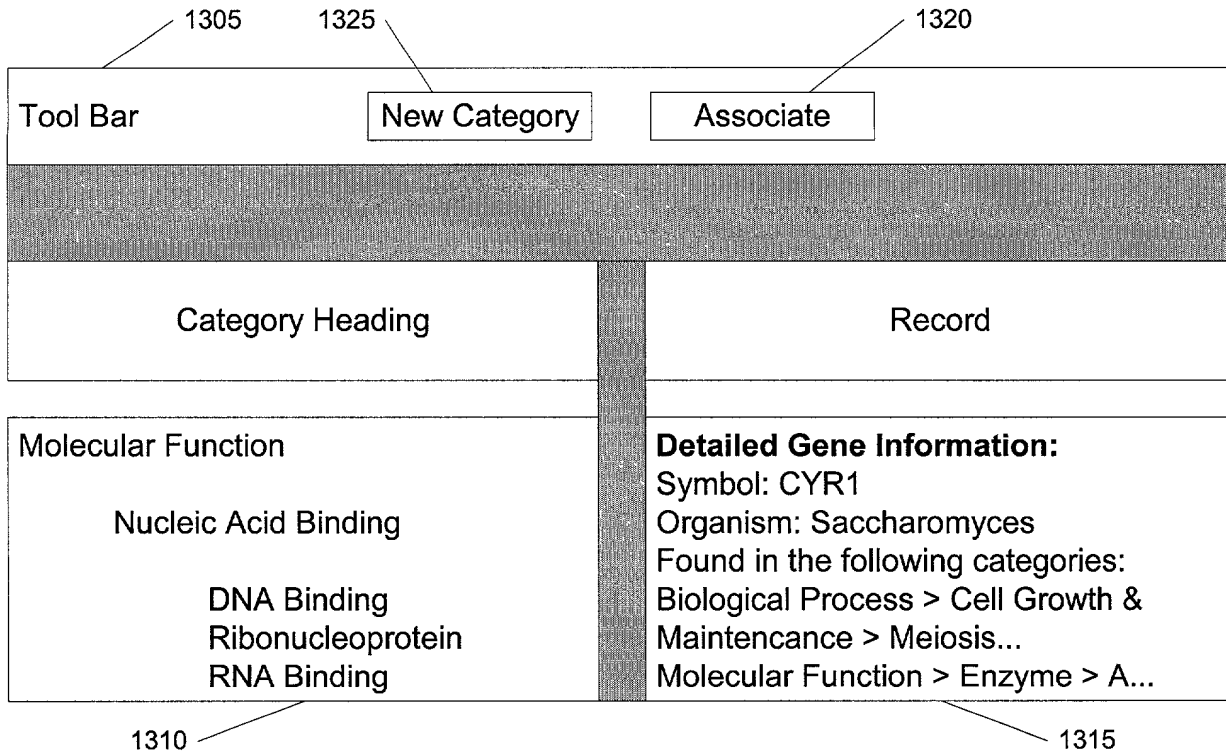 1305
1325
1320
Tool Bar
New Category
Associate
Category Heading
Record
Molecular Function
Nucleic Acid Binding
DNA Binding
Ribonucleoprotein
RNA Binding
Detailed Gene Information:
Symbol: CYR1
Organism: Saccharomyces
Found in the following categories:
Biological Process > Cell Growth &
Maintencance > Meiosis...
Molecular Function > Enzyme > A...
1310
1315